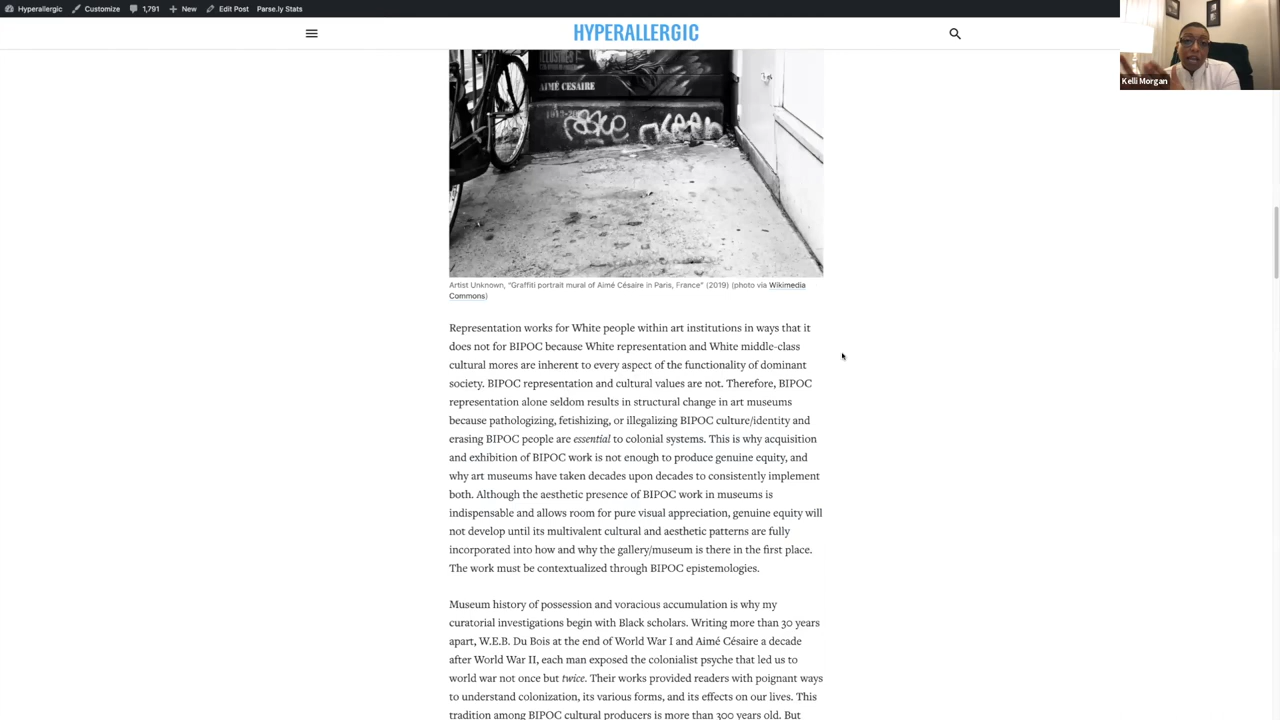 Hyperallergic Customize 1,791 New Edit Post Parse.ly Stats
HYPERALLERGIC
Kelli Morgan
AIMÉ CESAIRE
Artist Unknown, “Graffiti portrait mural of Aimé Césaire in Paris, France” (2019) (photo via Wikimedia
Commons)
Representation works for White people within art institutions in ways that it
does not for BIPOC because White representation and White middle-class
cultural mores are inherent to every aspect of the functionality of dominant
society. BIPOC representation and cultural values are not. Therefore, BIPOC
representation alone seldom results in structural change in art museums
because pathologizing, fetishizing, or illegalizing BIPOC culture/identity and
erasing BIPOC people are essential to colonial systems. This is why acquisition
and exhibition of BIPOC work is not enough to produce genuine equity, and
why art museums have taken decades upon decades to consistently implement
both. Although the aesthetic presence of BIPOC work in museums is
indispensable and allows room for pure visual appreciation, genuine equity will
not develop until its multivalent cultural and aesthetic patterns are fully
incorporated into how and why the gallery/museum is there in the first place.
The work must be contextualized through BIPOC epistemologies.
Museum history of possession and voracious accumulation is why my
curatorial investigations begin with Black scholars. Writing more than 30 years
apart, W.E.B. Du Bois at the end of World War I and Aimé Césaire a decade
after World War II, each man exposed the colonialist psyche that led us to
world war not once but twice. Their works provided readers with poignant ways
to understand colonization, its various forms, and its effects on our lives. This
tradition among BIPOC cultural producers is more than 300 years old. But